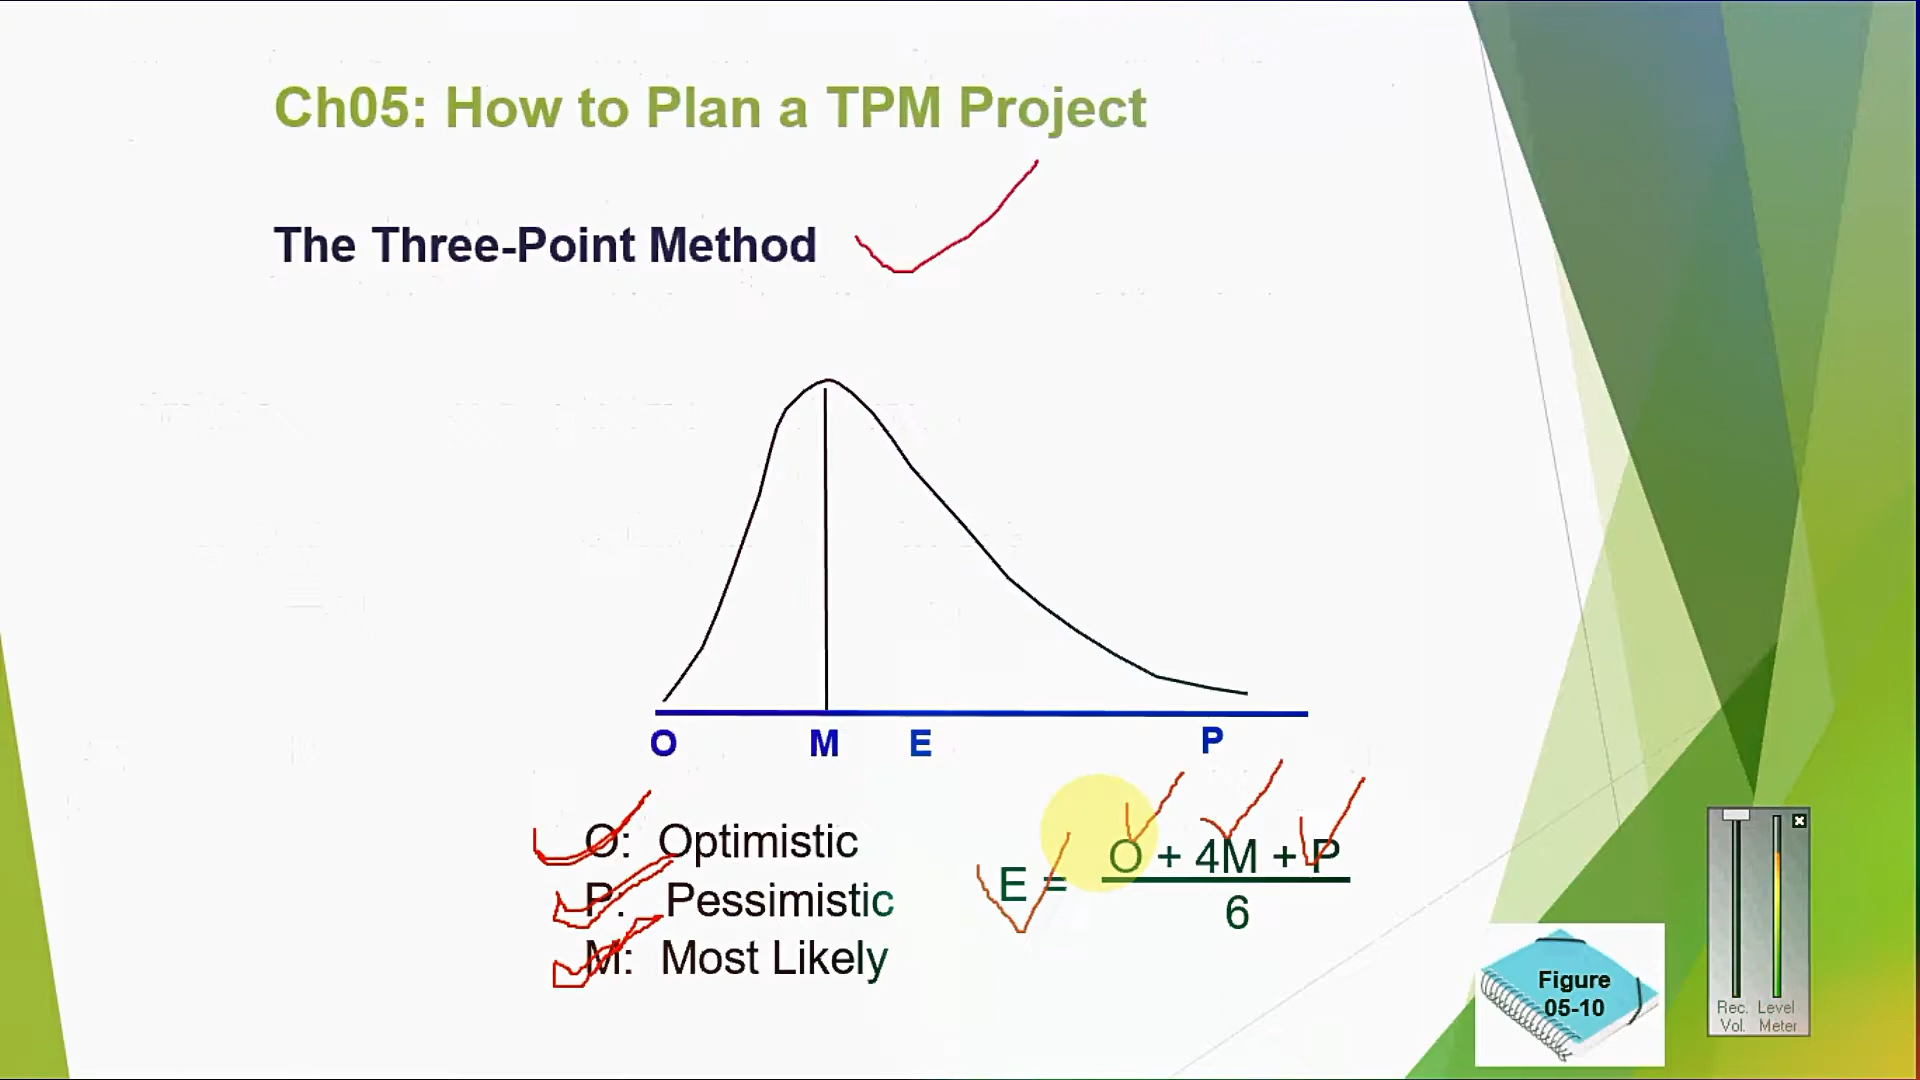 Ch05: How to Plan a TPM Project
The Three-Point Method
O M E P
O: Optimistic
P: Pessimistic
M: Most Likely
E = O + 4M + P
6
Figure
05-10
Rec. Level
Vol. Meter